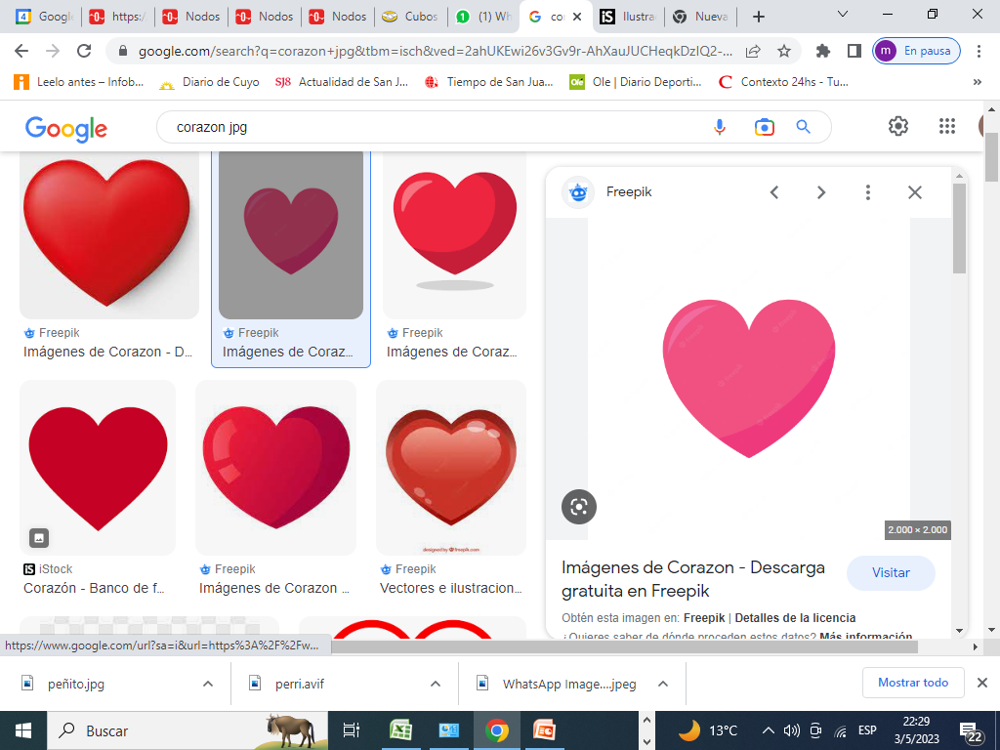 4 Googl
https:/
Nodos
Nodos
Nodos
Cubos
1 (1) Wh
G co
iS Ilustra
Nueva
google.com/search?q=corazon+jpg&tbm=isch&ved=2ahUKEwi26v3Gv9r-AhXauJUCHeqkDzIQ2-...
m En pausa
Leelo antes – Infob...
Diario de Cuyo
SJ8 Actualidad de San J...
Tiempo de San Jua...
Olé Ole | Diario Deporti...
C Contexto 24hs - Tu...
»
Google
corazon jpg
Freepik
Imágenes de Corazon - D...
Freepik
Imágenes de Coraz...
Freepik
Imágenes de Coraz...
iS iStock
Corazón - Banco de f...
Freepik
Imágenes de Corazon ...
designed by freepik.com
Freepik
Vectores e ilustracion...
Freepik
2.000 × 2.000
Imágenes de Corazon - Descarga
gratuita en Freepik
Visitar
Obtén esta imagen en: Freepik | Detalles de la licencia
¿Quieres saber de dónde proceden estos datos? Más información
https://www.google.com/url?sa=i&url=https%3A%2F%2Fw...
peñito.jpg
perri.avif
WhatsApp Image....jpeg
Mostrar todo
Buscar
13°C
ESP
22:29
3/5/2023
22